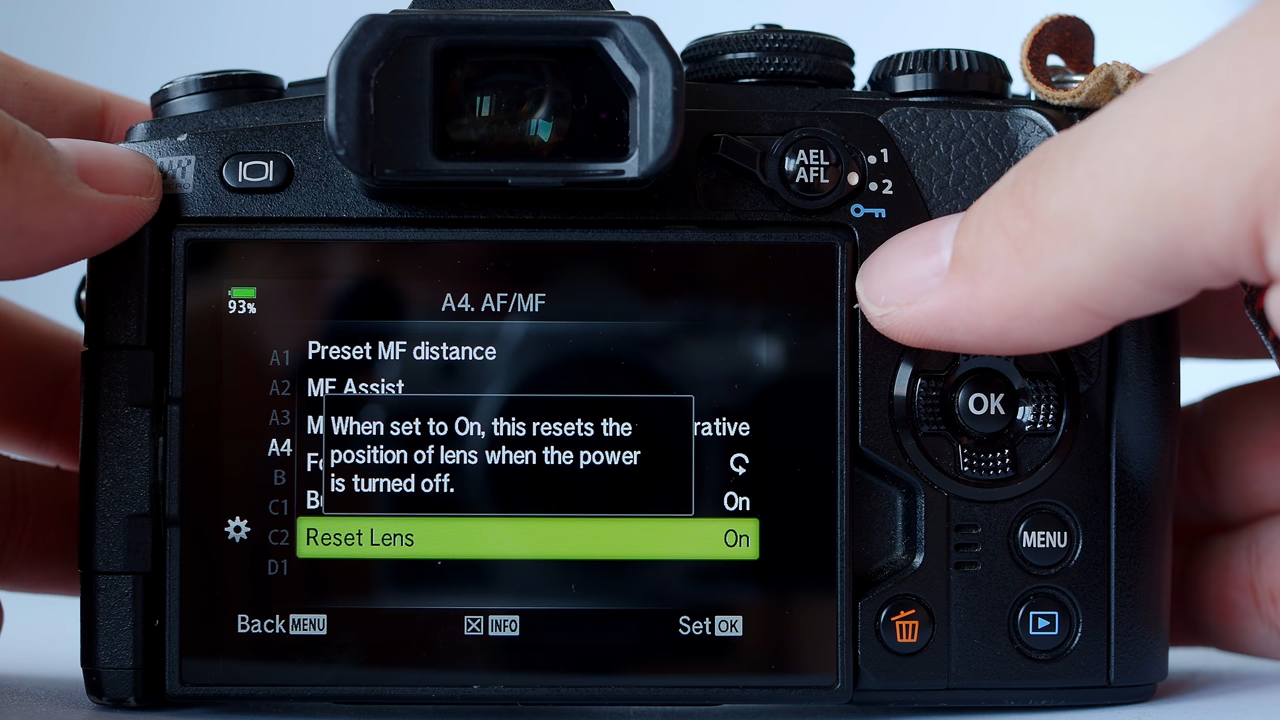 AEL
AFL
1
2
93%
A4. AF/MF
A1
Preset MF distance
A2
MF Assist
A3
M
rative
When set to On, this resets the
position of lens when the power
is turned off.
A4
B
C1
On
C2
Reset Lens
On
D1
Back MENU
INFO
Set OK
OK
MENU